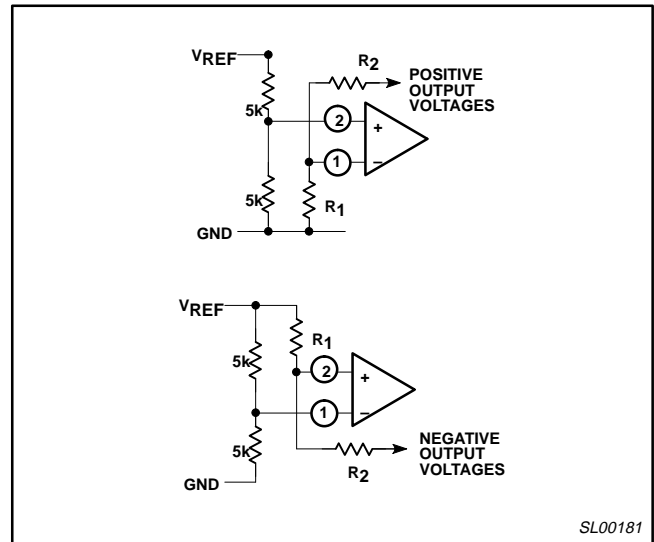 VREF
R2
POSITIVE
OUTPUT
VOLTAGES
5k
2
+
1
–
5k
R1
GND
VREF
R1
5k
2
+
1
–
5k
R2
NEGATIVE
OUTPUT
VOLTAGES
GND
SL00181